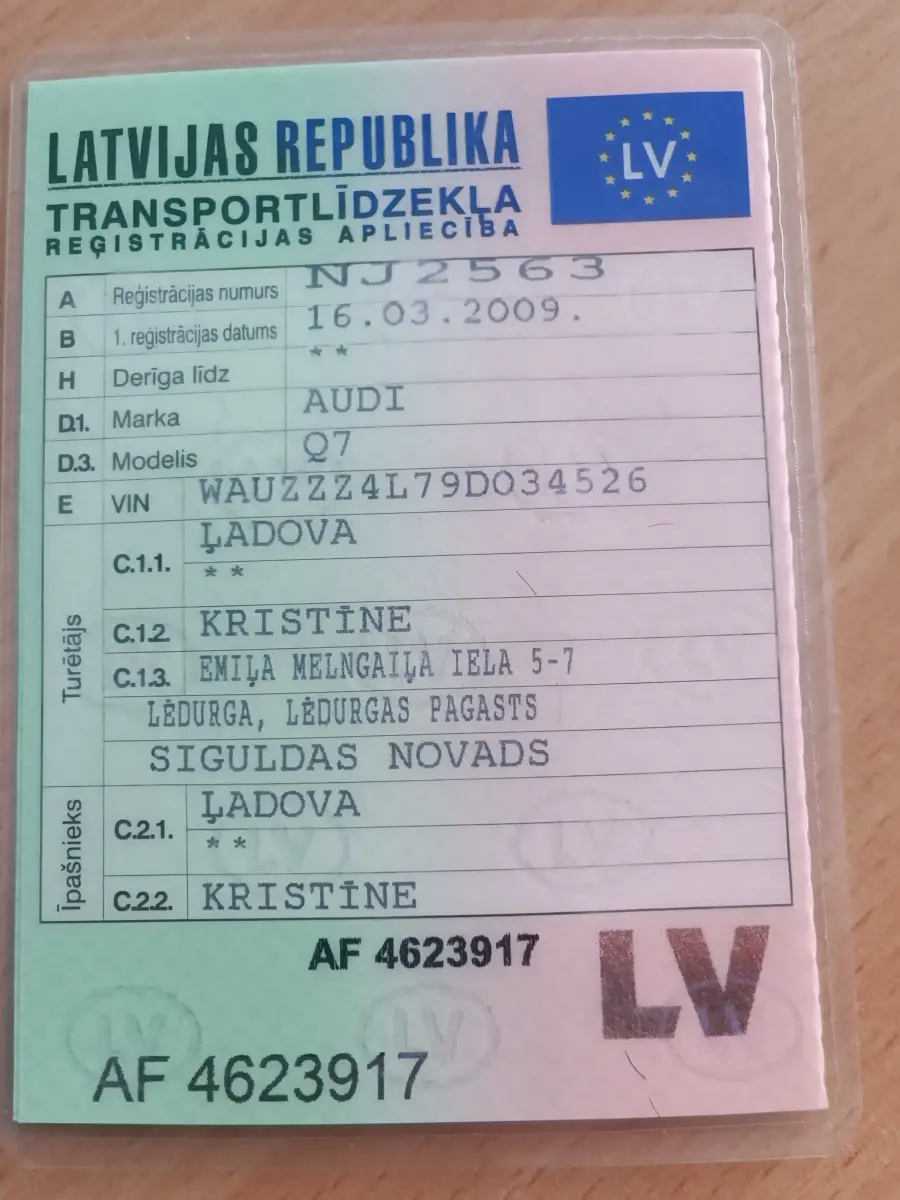 LATVIJAS REPUBLIKA
LV
TRANSPORTLĪDZEKĻA
REĢISTRĀCIJAS APLIECĪBA
A Reģistrācijas numurs NJ2563
B 1. reģistrācijas datums 16.03.2009.
H Derīga līdz **
D.1. Marka AUDI
D.3. Modelis Q7
E VIN WAUZZZ4L79D034526
Turētājs
C.1.1. ĻADOVA
**
C.1.2. KRISTĪNE
C.1.3. EMIĻA MELNGAIĻA IELA 5-7
LĒDURGA, LĒDURGAS PAGASTS
SIGULDAS NOVADS
Īpašnieks
C.2.1. ĻADOVA
**
C.2.2. KRISTĪNE
AF 4623917
LV
AF 4623917